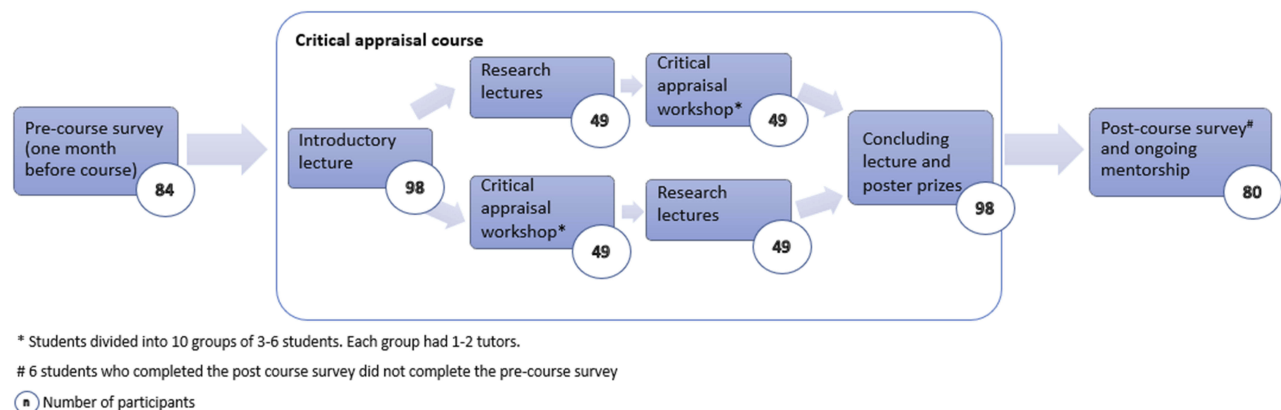 Critical appraisal course
Pre-course survey
(one month
before course)
84
Introductory
lecture
98
Research
lectures
49
Critical
appraisal
workshop*
49
Critical
appraisal
workshop*
49
Research
lectures
49
Concluding
lecture and
poster prizes
98
Post-course survey#
and ongoing
mentorship
80
* Students divided into 10 groups of 3-6 students. Each group had 1-2 tutors.
# 6 students who completed the post course survey did not complete the pre-course survey
n Number of participants